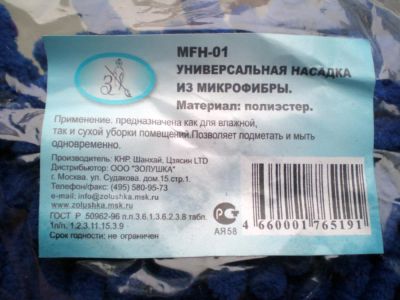 MFH-01
УНИВЕРСАЛЬНАЯ НАСАДКА
ИЗ МИКРОФИБРЫ.
Материал: полиэстер.
Применение. предназначена как для влажной,
так и сухой уборки помещений.Позволяет подметать и мыть
одновременно.
Производитель: КНР. Шанхай, Цзясин LTD
Дистрибьютор: ООО "ЗОЛУШКА"
г. Москва. ул. Судакова. дом.15.стр.1.
Телефон/факс: (495) 580-95-73
e-mail: info@zolushka.msk.ru
www.zolushka.msk.ru
ГОСТ Р 50962-96 п.п.3.6.1.3.6.2.3.8 табл.
1п/п. 1.2.3.11.15.3.9
Срок годности: не ограничен
АЯ58
4 660001 765191